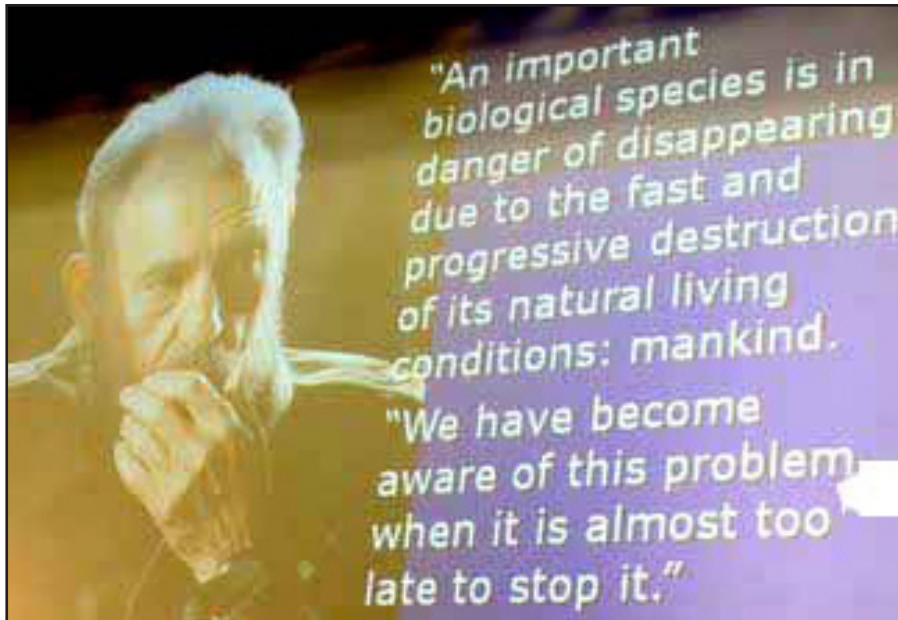 "An important
biological species is in
danger of disappearing
due to the fast and
progressive destruction
of its natural living
conditions: mankind.
"We have become
aware of this problem
when it is almost too
late to stop it.”